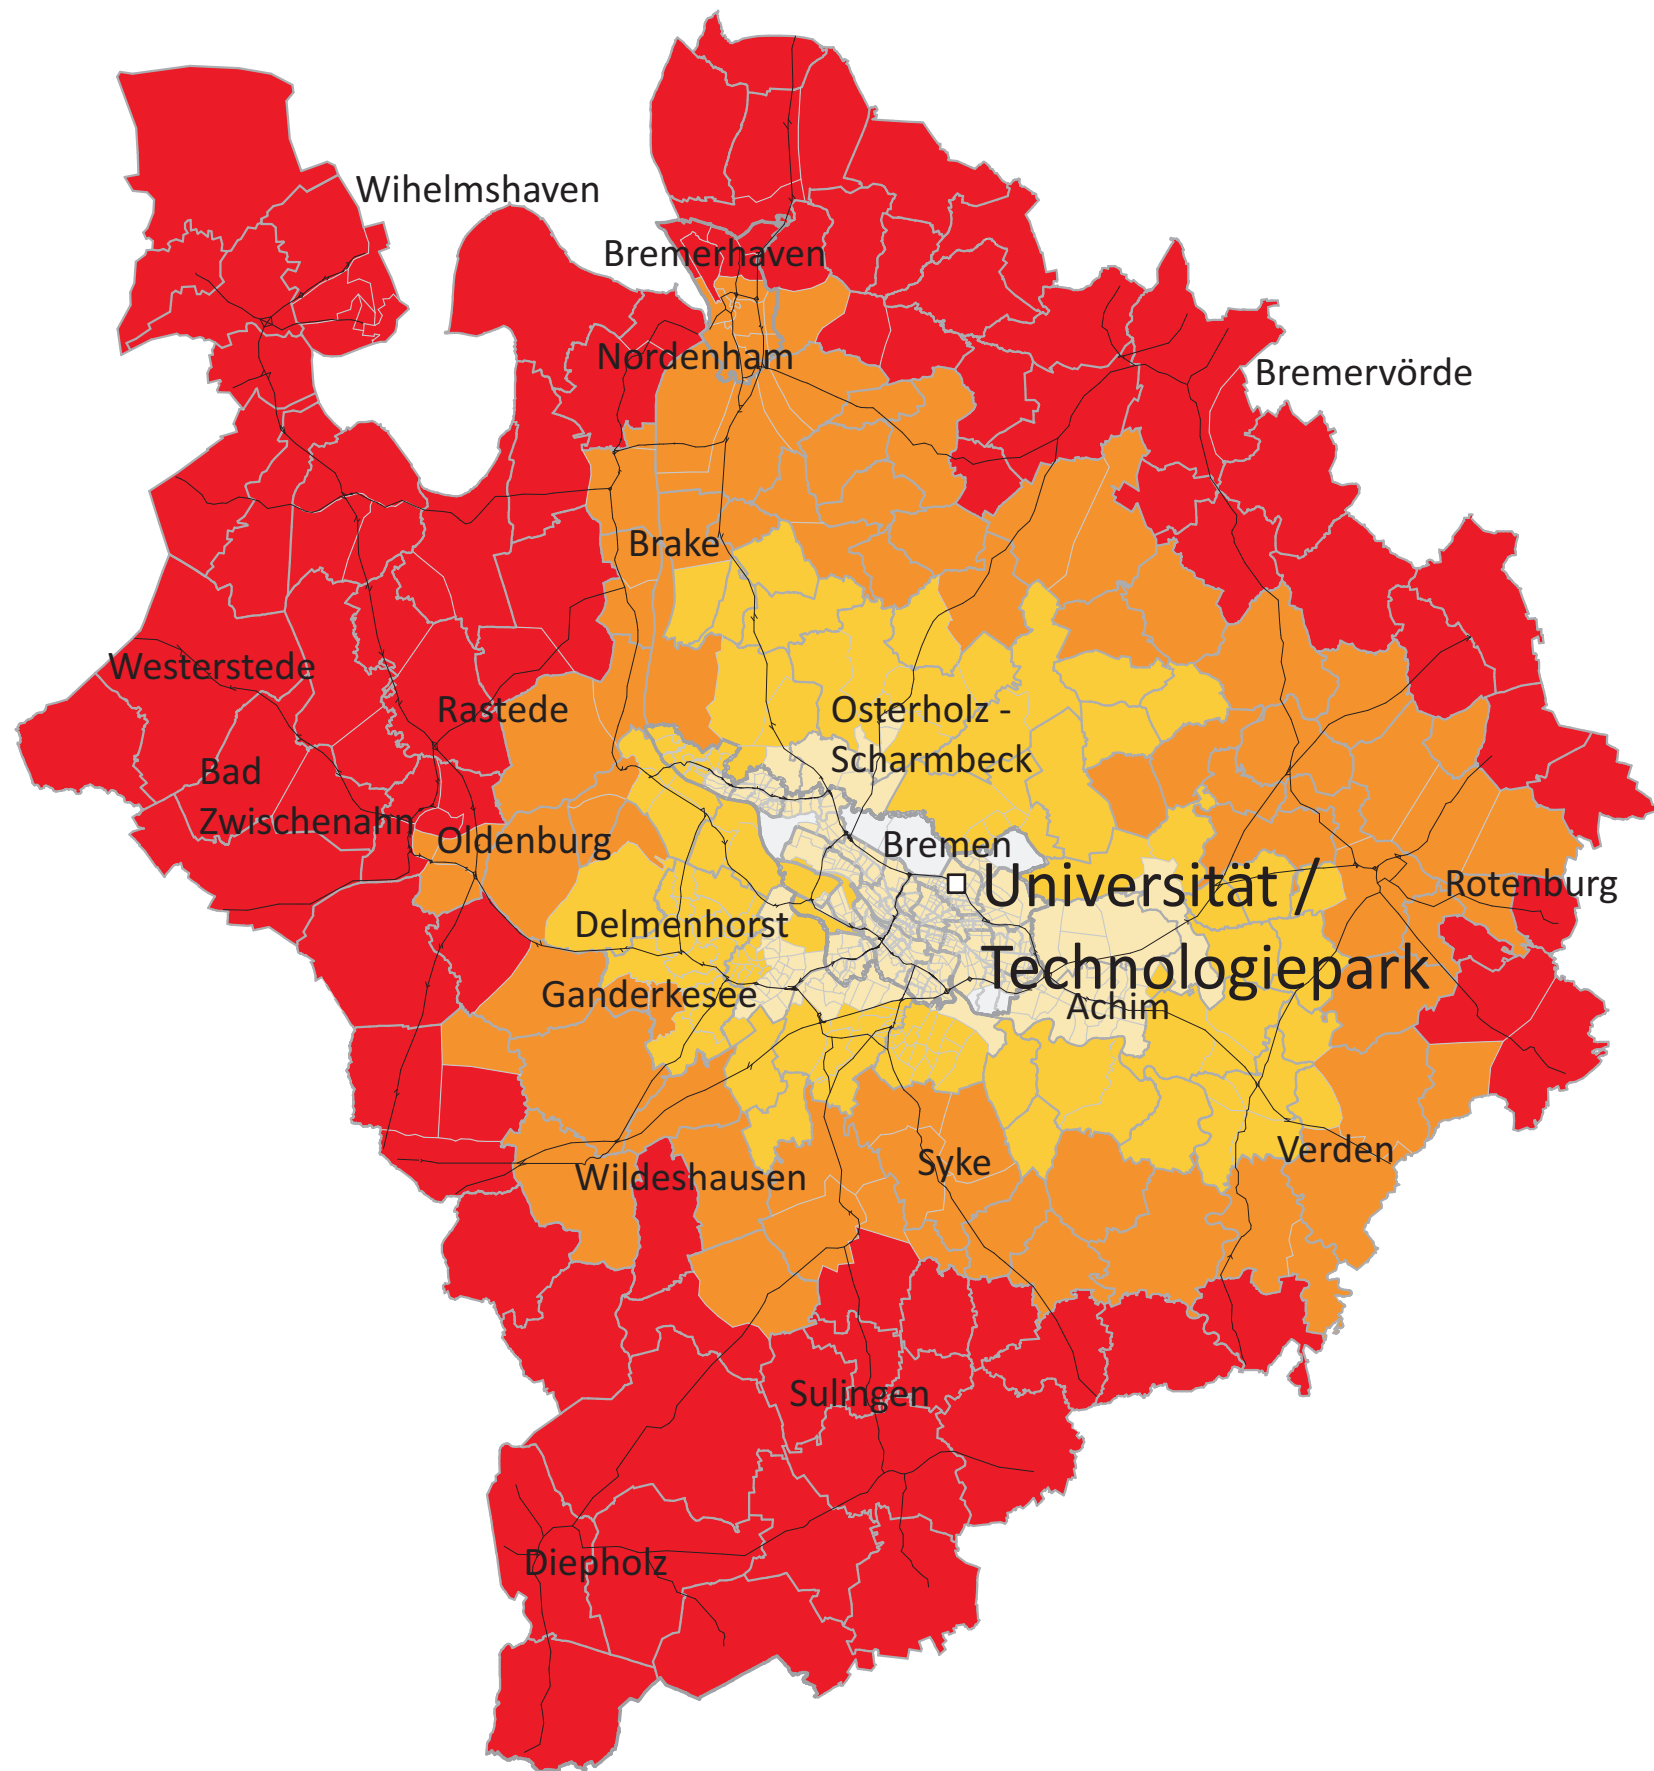 Wihelmshaven
Bremerhaven
Nordenham
Bremervörde
Brake
Westerstede
Rastede
Osterholz -
Scharmbeck
Bad
Zwischenahn
Oldenburg
Bremen
Universität /
Technologiepark
Rotenburg
Delmenhorst
Ganderkesee
Achim
Wildeshausen
Syke
Verden
Sulingen
Diepholz